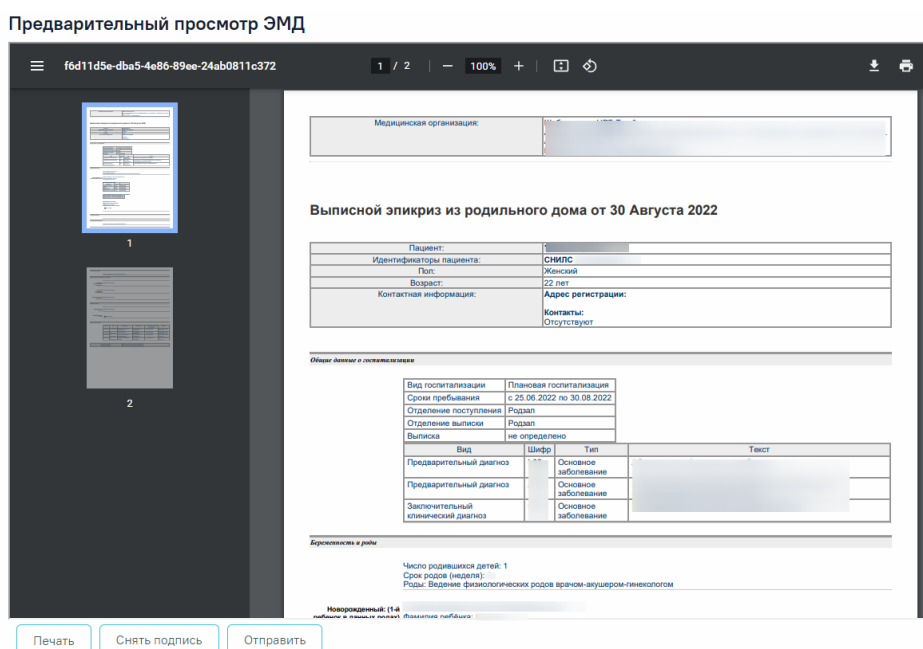 Предварительный просмотр ЭМД
f6d11d5e-dba5-4e86-89ee-24ab0811c372
1 / 2
100%
1
2
Медицинская организация:
Выписной эпикриз из родильного дома от 30 Августа 2022
Пациент:
Идентификаторы пациента: СНИЛС
Пол: Женский
Возраст: 22 лет
Контактная информация: Адрес регистрации:
Контакты:
Отсутствуют
Общие данные о госпитализации
Вид госпитализации Плановая госпитализация
Сроки пребывания с 25.06.2022 по 30.08.2022
Отделение поступления Родзал
Отделение выписки Родзал
Выписка не определено
Вид Шифр Тип Текст
Предварительный диагноз Основное
заболевание
Предварительный диагноз Основное
заболевание
Заключительный Основное
клинический диагноз заболевание
Беременность и роды
Число родившихся детей: 1
Срок родов (неделя):
Роды: Ведение физиологических родов врачом-акушером-гинекологом
Новорожденный: (1-й
ребенок в данных родах) Фамилия ребёнка:
Печать
Снять подпись
Отправить